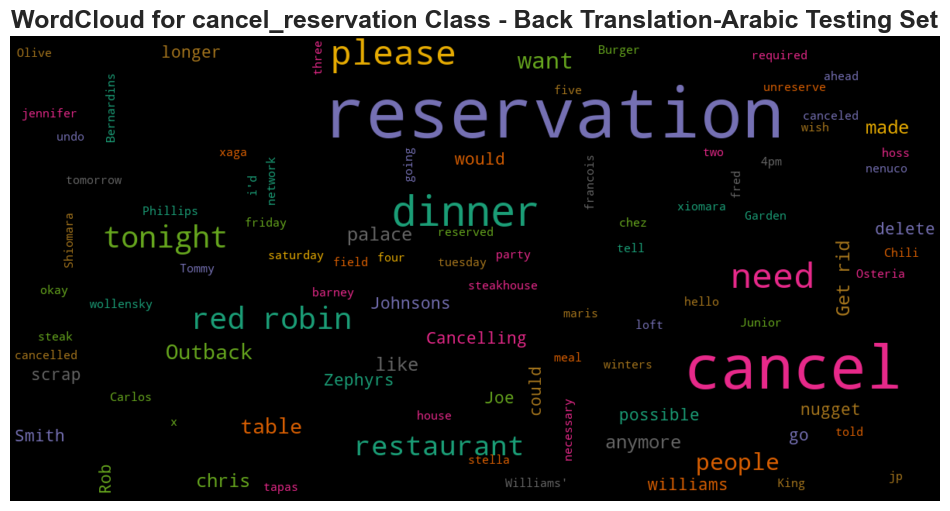 WordCloud for cancel_reservation Class - Back Translation-Arabic Testing Set
Olive
longer
three
please
want
Burger
required
ahead
five
unreserve
Bernardins
jennifer
undo
reservation
canceled
wish
made
xaga
i'd
network
going
would
francois
two
4pm
fred
hoss
nenuco
tomorrow
Phillips
friday
dinner
chez
xiomara
Garden
delete
Shiomara
tonight
palace
reserved
tell
Get rid
Chili
Osteria
Tommy
saturday
field
four
tuesday
party
need
okay
wollensky
barney
Johnsons
steakhouse
hello
red robin
maris
loft
Junior
steak
Outback
Cancelling
cancelled
scrap
like
meal
winters
cancel
Zephyrs
could
Carlos
Joe
nugget
x
house
necessary
possible
Smith
table
restaurant
anymore
go
told
stella
people
Rob
chris
tapas
Williams'
williams
King
jp